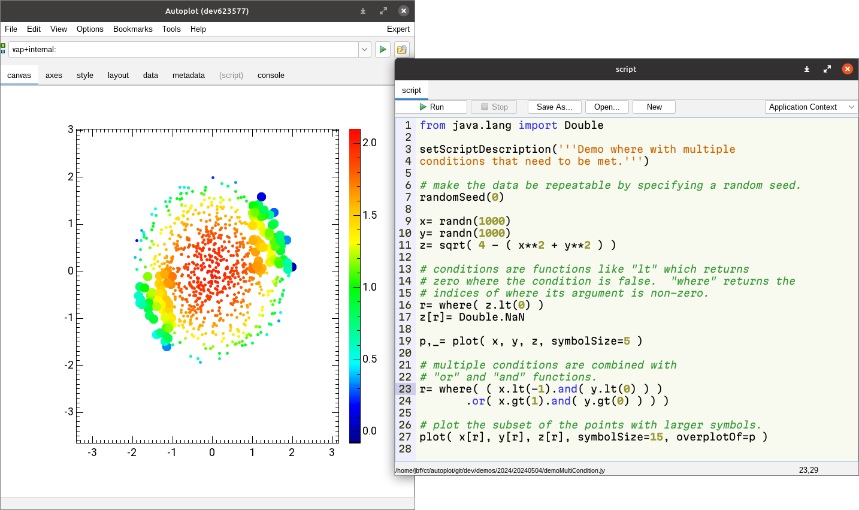 Autoplot (dev623577)
File Edit View Options Bookmarks Tools Help Expert
vap+internal:
canvas axes style layout data metadata (script) console
3
2
1
0
-1
-2
-3
-3 -2 -1 0 1 2 3
2.0
1.5
1.0
0.5
0.0
script
script
Run Stop Save As... Open... New Application Context
1 from java.lang import Double
2
3 setScriptDescription('''Demo where with multiple
4 conditions that need to be met.''')
5
6 # make the data be repeatable by specifying a random seed.
7 randomSeed(0)
8
9 x= randn(1000)
10 y= randn(1000)
11 z= sqrt( 4 - ( x**2 + y**2 ) )
12
13 # conditions are functions like "lt" which returns
14 # zero where the condition is false.  "where" returns the
15 # indices of where its argument is non-zero.
16 r= where( z.lt(0) )
17 z[r]= Double.NaN
18
19 p,_= plot( x, y, z, symbolSize=5 )
20
21 # multiple conditions are combined with
22 # "or" and "and" functions.
23 r= where( ( x.lt(-1).and( y.lt(0) ) )
24        .or( x.gt(1).and( y.gt(0) ) ) )
25
26 # plot the subset of the points with larger symbols.
27 plot( x[r], y[r], z[r], symbolSize=15, overplotOf=p )
28
/home/jbf/ct/autoplot/git/dev/demos/2024/20240504/demoMultiCondition.jy 23,29